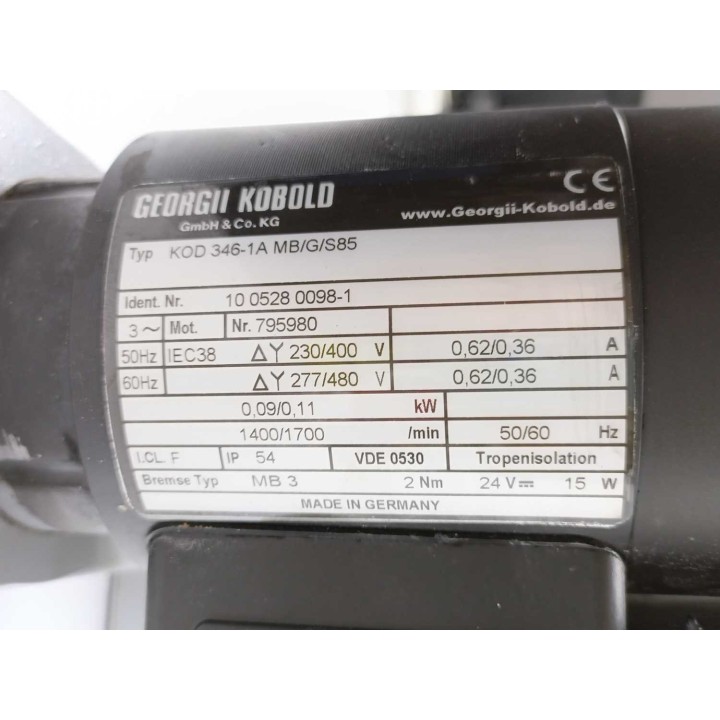 GEORGII KOBOLD
GmbH & Co. KG
CE
www.Georgii-Kobold.de
Typ KOD 346-1A MB/G/S85
Ident. Nr. 10 0528 0098-1
3 ~ Mot. Nr. 795980
50Hz IEC38 Δ Y 230/400 V 0,62/0,36 A
60Hz Δ Y 277/480 V 0,62/0,36 A
0,09/0,11 kW
1400/1700 /min 50/60 Hz
I.CL. F IP 54 VDE 0530 Tropenisolation
Bremse Typ MB 3 2 Nm 24 V⎓ 15 W
MADE IN GERMANY